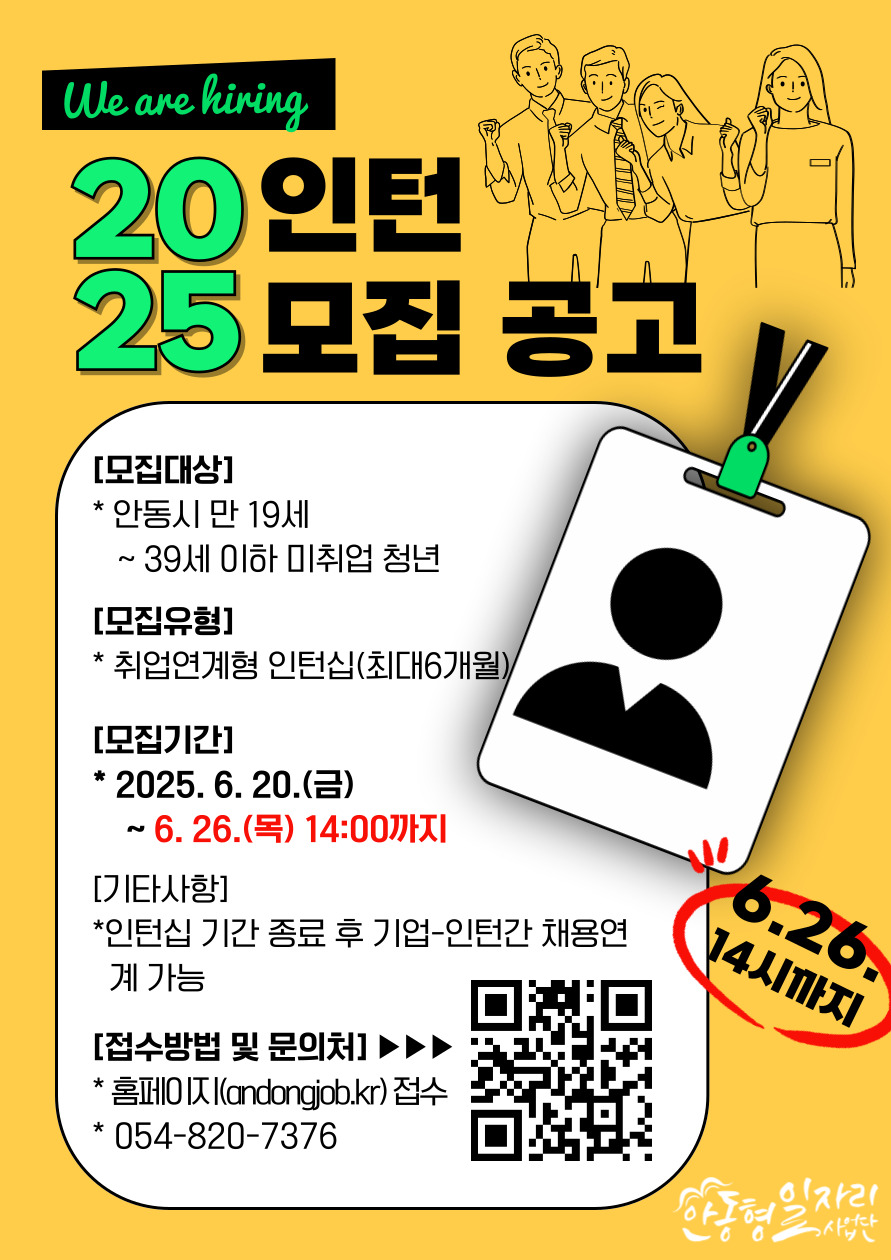 We are hiring
20 인턴
25 모집 공고
[모집대상]
* 안동시 만 19세
~ 39세 이하 미취업 청년
[모집유형]
* 취업연계형 인턴십(최대6개월)
[모집기간]
* 2025. 6. 20.(금)
~ 6. 26.(목) 14:00까지
[기타사항]
*인턴십 기간 종료 후 기업-인턴간 채용연
계 가능
[접수방법 및 문의처] ▶▶▶
* 홈페이지(andongjob.kr) 접수
* 054-820-7376
6.26.
14시까지
안동형일자리
사업단